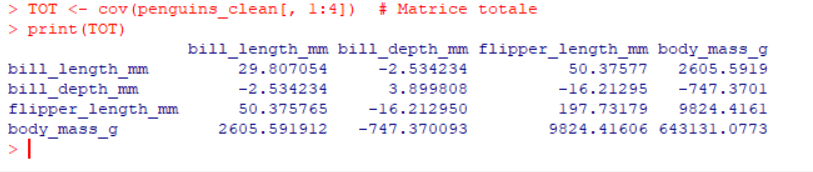 > TOT <- cov(penguins_clean[, 1:4])  # Matrice totale
> print(TOT)
                  bill_length_mm bill_depth_mm flipper_length_mm body_mass_g
bill_length_mm         29.807054     -2.534234          50.37577   2605.5919
bill_depth_mm          -2.534234      3.899808         -16.21295   -747.3701
flipper_length_mm      50.375765    -16.212950         197.73179   9824.4161
body_mass_g          2605.591912   -747.370093        9824.41606 643131.0773
>